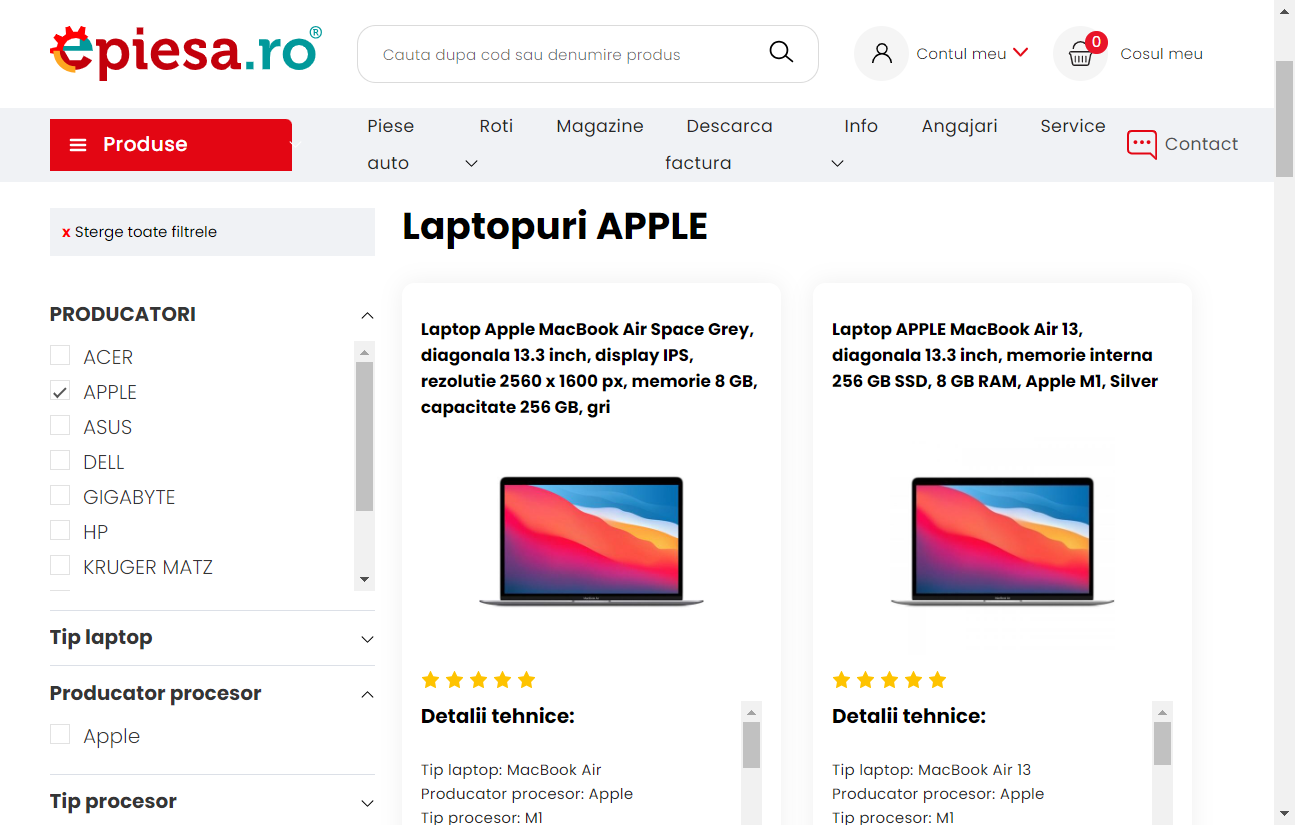 epiesa.ro®
Cauta dupa cod sau denumire produs
Contul meu
0
Cosul meu
Produse
Piese auto
Roti
Magazine
Descarca factura
Info
Angajari
Service
Contact
x Sterge toate filtrele
Laptopuri APPLE
PRODUCATORI
ACER
APPLE
ASUS
DELL
GIGABYTE
HP
KRUGER MATZ
Tip laptop
Producator procesor
Apple
Tip procesor
Laptop Apple MacBook Air Space Grey,
diagonala 13.3 inch, display IPS,
rezolutie 2560 x 1600 px, memorie 8 GB,
capacitate 256 GB, gri
Detalii tehnice:
Tip laptop: MacBook Air
Producator procesor: Apple
Tip procesor: M1
Laptop APPLE MacBook Air 13,
diagonala 13.3 inch, memorie interna
256 GB SSD, 8 GB RAM, Apple M1, Silver
Detalii tehnice:
Tip laptop: MacBook Air 13
Producator procesor: Apple
Tip procesor: M1